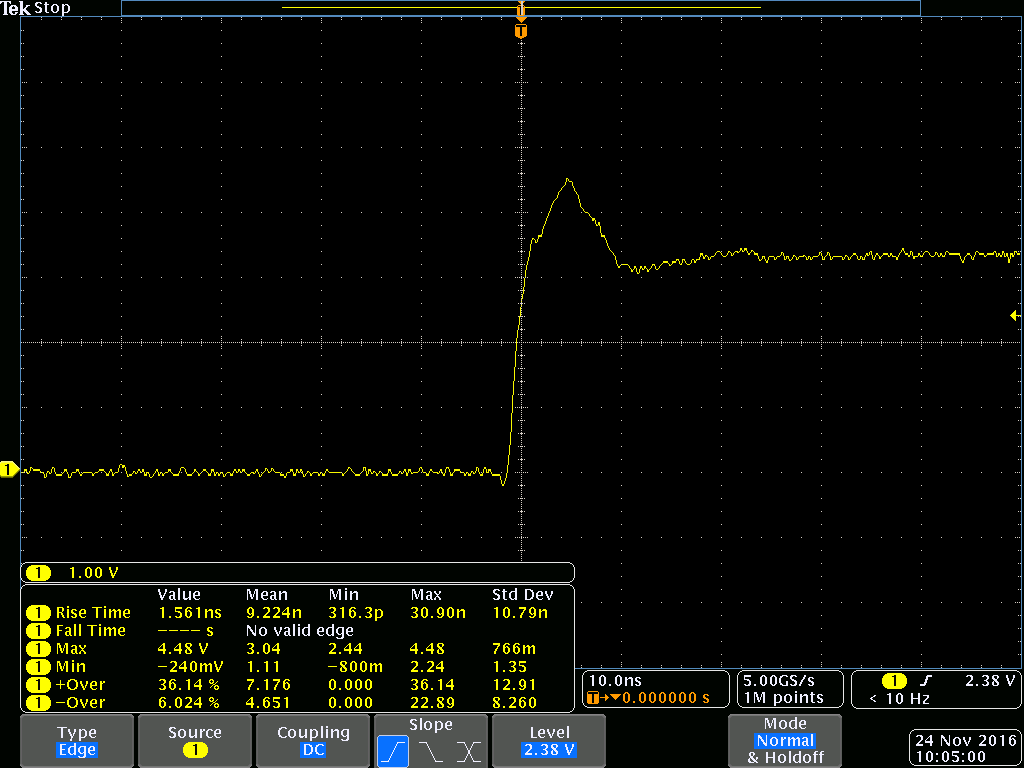 Tek Stop
T
T
1
1 1.00 V
Value Mean Min Max Std Dev
1 Rise Time 1.561ns 9.224n 316.3p 30.90n 10.79n
1 Fall Time ---- s No valid edge
1 Max 4.48 V 3.04 2.44 4.48 766m
1 Min −240mV 1.11 −800m 2.24 1.35
1 +Over 36.14 % 7.176 0.000 36.14 12.91
1 −Over 6.024 % 4.651 0.000 22.89 8.260
10.0ns
T→▼0.000000 s
5.00GS/s
1M points
1 2.38 V
< 10 Hz
Type
Edge
Source
1
Coupling
DC
Slope
Level
2.38 V
Mode
Normal
& Holdoff
24 Nov 2016
10:05:00